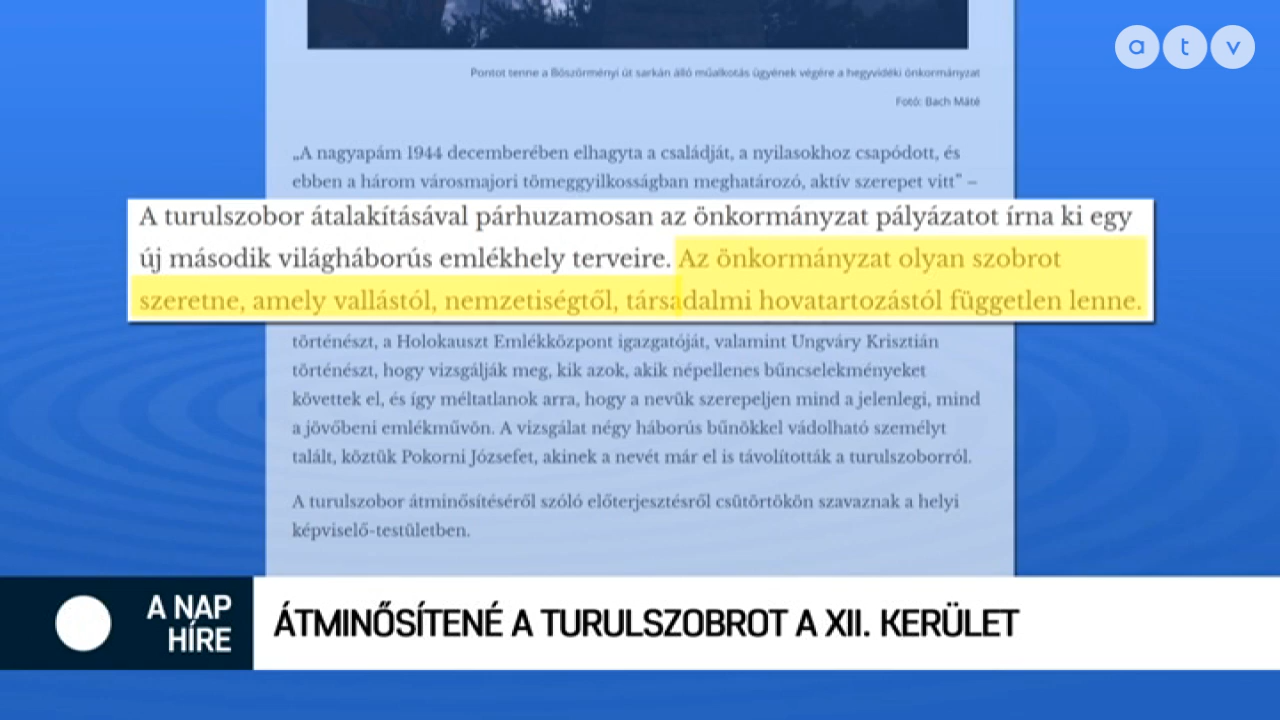 atv
Pontot tenne a Böszörményi út sarkán álló műalkotás ügyének végére a hegyvidéki önkormányzat
Fotó: Bach Máté
„A nagyapám 1944 decemberében elhagyta a családját, a nyilasokhoz csapódott, és
ebben a három városmajori tömeggyilkosságban meghatározó, aktív szerepet vitt” –
A turulszobor átalakításával párhuzamosan az önkormányzat pályázatot írna ki egy
új második világháborús emlékhely terveire. Az önkormányzat olyan szobrot
szeretne, amely vallástól, nemzetiségtől, társadalmi hovatartozástól független lenne.
történészt, a Holokauszt Emlékközpont igazgatóját, valamint Ungváry Krisztián
történészt, hogy vizsgálják meg, kik azok, akik népellenes bűncselekményeket
követtek el, és így méltatlanok arra, hogy a nevük szerepeljen mind a jelenlegi, mind
a jövőbeni emlékművön. A vizsgálat négy háborús bűnökkel vádolható személyt
talált, köztük Pokorni Józsefet, akinek a nevét már el is távolították a turulszoborról.
A turulszobor átminősítéséről szóló előterjesztésről csütörtökön szavaznak a helyi
képviselő-testületben.
A NAP
HÍRE
ÁTMINŐSÍTENÉ A TURULSZOBROT A XII. KERÜLET